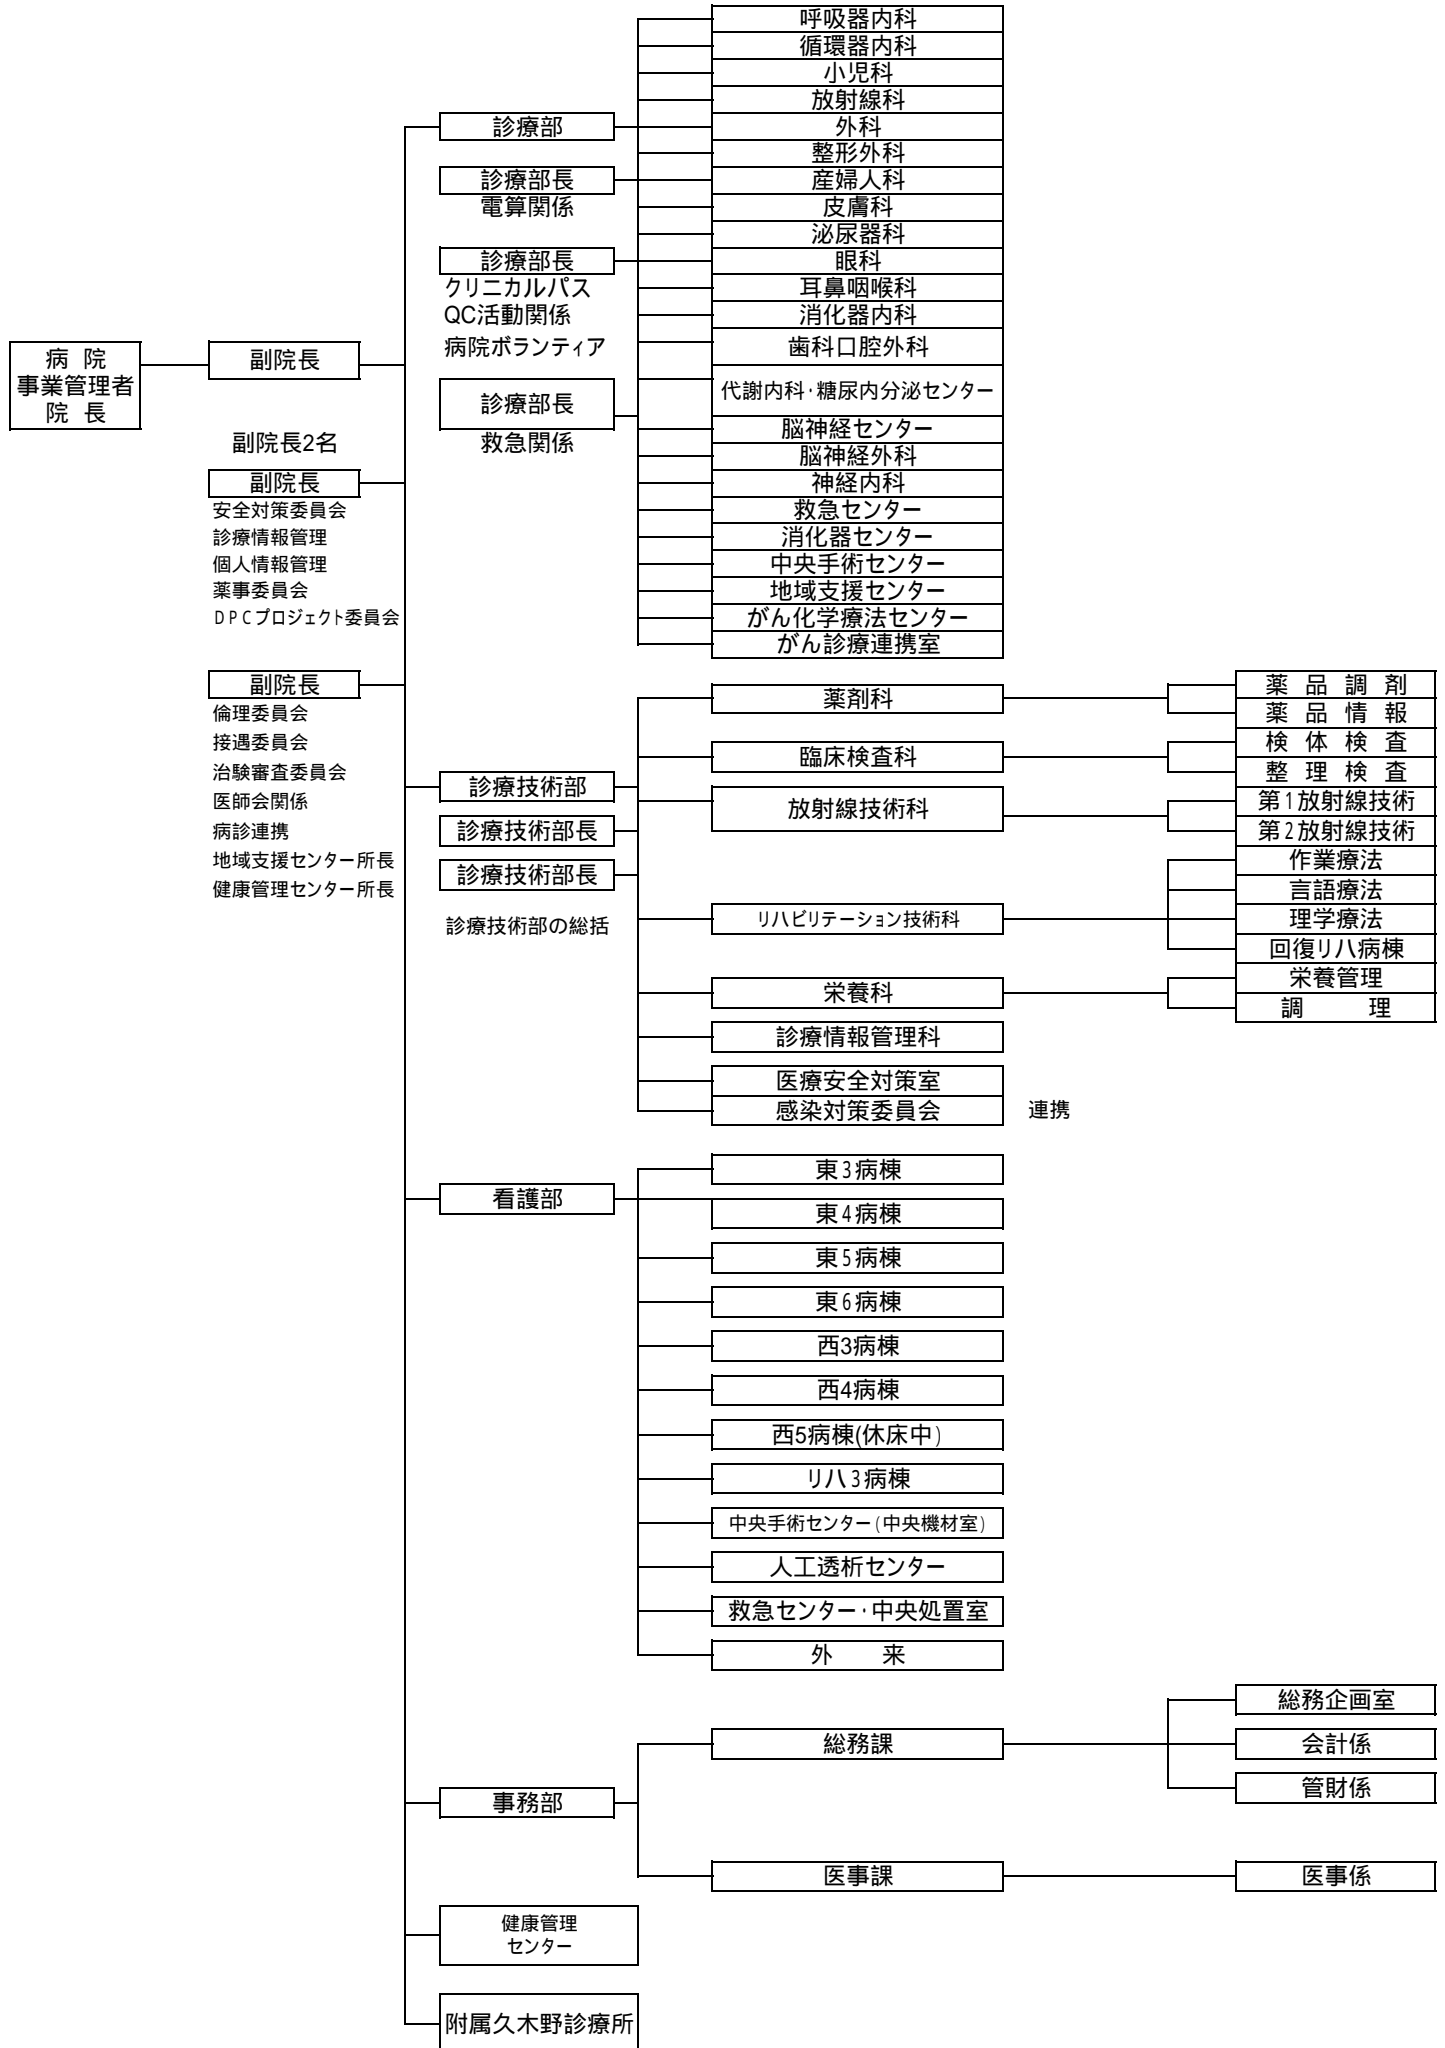 病 院
事業管理者
院 長
副院長
副院長2名
副院長
安全対策委員会
診療情報管理
個人情報管理
薬事委員会
DPCプロジェクト委員会
副院長
倫理委員会
接遇委員会
治験審査委員会
医師会関係
病診連携
地域支援センター所長
健康管理センター所長
診療部
診療部長
電算関係
診療部長
クリニカルパス
QC活動関係
病院ボランティア
診療部長
救急関係
呼吸器内科
循環器内科
小児科
放射線科
外科
整形外科
産婦人科
皮膚科
泌尿器科
眼科
耳鼻咽喉科
消化器内科
歯科口腔外科
代謝内科・糖尿内分泌センター
脳神経センター
脳神経外科
神経内科
救急センター
消化器センター
中央手術センター
地域支援センター
がん化学療法センター
がん診療連携室
診療技術部
診療技術部長
診療技術部長
診療技術部の総括
薬剤科
臨床検査科
放射線技術科
リハビリテーション技術科
栄養科
診療情報管理科
医療安全対策室
感染対策委員会 連携
薬 品 調 剤
薬 品 情 報
検 体 検 査
整 理 検 査
第1放射線技術
第2放射線技術
作業療法
言語療法
理学療法
回復リハ病棟
栄養管理
調 理
看護部
東3病棟
東4病棟
東5病棟
東6病棟
西3病棟
西4病棟
西5病棟(休床中)
リハ3病棟
中央手術センター(中央機材室)
人工透析センター
救急センター・中央処置室
外 来
事務部
総務課
総務企画室
会計係
管財係
医事課
医事係
健康管理
センター
附属久木野診療所